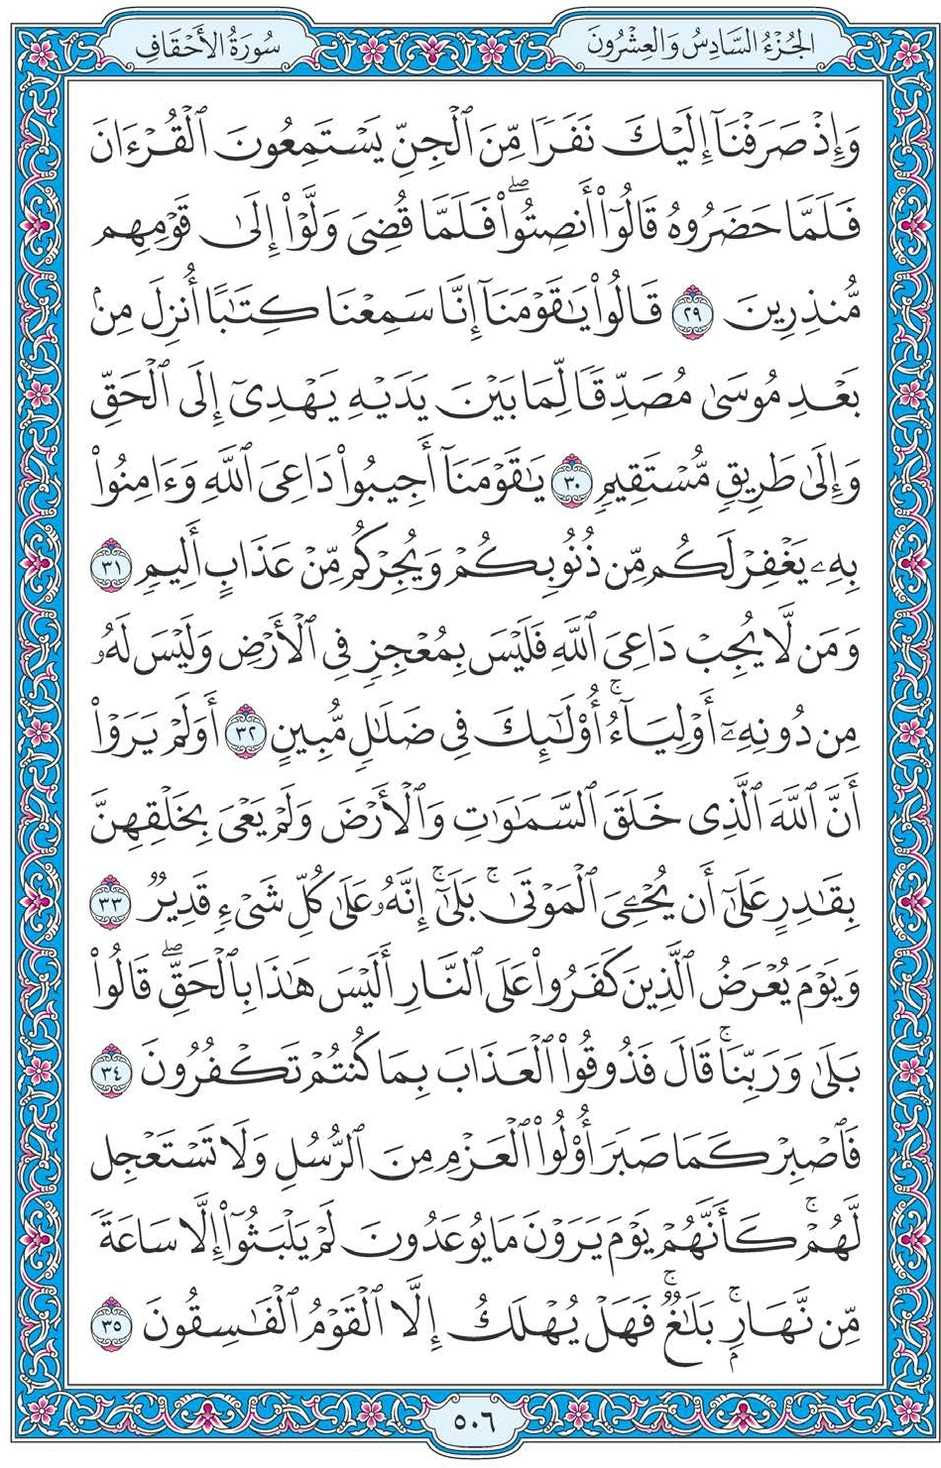 الجُزْءُ السَّادِسُ وَالعِشْرُونَ
سُورَةُ الأَحْقَافِ
وَإِذْ صَرَفْنَآ إِلَيْكَ نَفَرًا مِّنَ ٱلْجِنِّ يَسْتَمِعُونَ ٱلْقُرْءَانَ
فَلَمَّا حَضَرُوهُ قَالُوٓا۟ أَنصِتُوا۟ ۖ فَلَمَّا قُضِىَ وَلَّوْا۟ إِلَىٰ قَوْمِهِم
مُّنذِرِينَ ٢٩ قَالُوا۟ يَٰقَوْمَنَآ إِنَّا سَمِعْنَا كِتَٰبًا أُنزِلَ مِنۢ
بَعْدِ مُوسَىٰ مُصَدِّقًا لِّمَا بَيْنَ يَدَيْهِ يَهْدِىٓ إِلَى ٱلْحَقِّ
وَإِلَىٰ طَرِيقٍ مُّسْتَقِيمٍ ٣٠ يَٰقَوْمَنَآ أَجِيبُوا۟ دَاعِىَ ٱللَّهِ وَءَامِنُوا۟
بِهِۦ يَغْفِرْ لَكُم مِّن ذُنُوبِكُمْ وَيُجِرْكُم مِّنْ عَذَابٍ أَلِيمٍ ٣١
وَمَن لَّا يُجِبْ دَاعِىَ ٱللَّهِ فَلَيْسَ بِمُعْجِزٍ فِى ٱلْأَرْضِ وَلَيْسَ لَهُۥ
مِن دُونِهِۦٓ أَوْلِيَآءُ ۚ أُو۟لَٰٓئِكَ فِى ضَلَٰلٍ مُّبِينٍ ٣٢ أَوَلَمْ يَرَوْا۟
أَنَّ ٱللَّهَ ٱلَّذِى خَلَقَ ٱلسَّمَٰوَٰتِ وَٱلْأَرْضَ وَلَمْ يَعْىَ بِخَلْقِهِنَّ
بِقَٰدِرٍ عَلَىٰٓ أَن يُحْۦِىَ ٱلْمَوْتَىٰ ۚ بَلَىٰٓ ۚ إِنَّهُۥ عَلَىٰ كُلِّ شَىْءٍ قَدِيرٌ ٣٣
وَيَوْمَ يُعْرَضُ ٱلَّذِينَ كَفَرُوا۟ عَلَى ٱلنَّارِ أَلَيْسَ هَٰذَا بِٱلْحَقِّ ۖ قَالُوا۟
بَلَىٰ وَرَبِّنَا ۚ قَالَ فَذُوقُوا۟ ٱلْعَذَابَ بِمَا كُنتُمْ تَكْفُرُونَ ٣٤
فَٱصْبِرْ كَمَا صَبَرَ أُو۟لُوا۟ ٱلْعَزْمِ مِنَ ٱلرُّسُلِ وَلَا تَسْتَعْجِل
لَّهُمْ ۚ كَأَنَّهُمْ يَوْمَ يَرَوْنَ مَا يُوعَدُونَ لَمْ يَلْبَثُوٓا۟ إِلَّا سَاعَةً
مِّن نَّهَارٍۭ ۚ بَلَٰغٌ ۚ فَهَلْ يُهْلَكُ إِلَّا ٱلْقَوْمُ ٱلْفَٰسِقُونَ ٣٥
٥٠٦